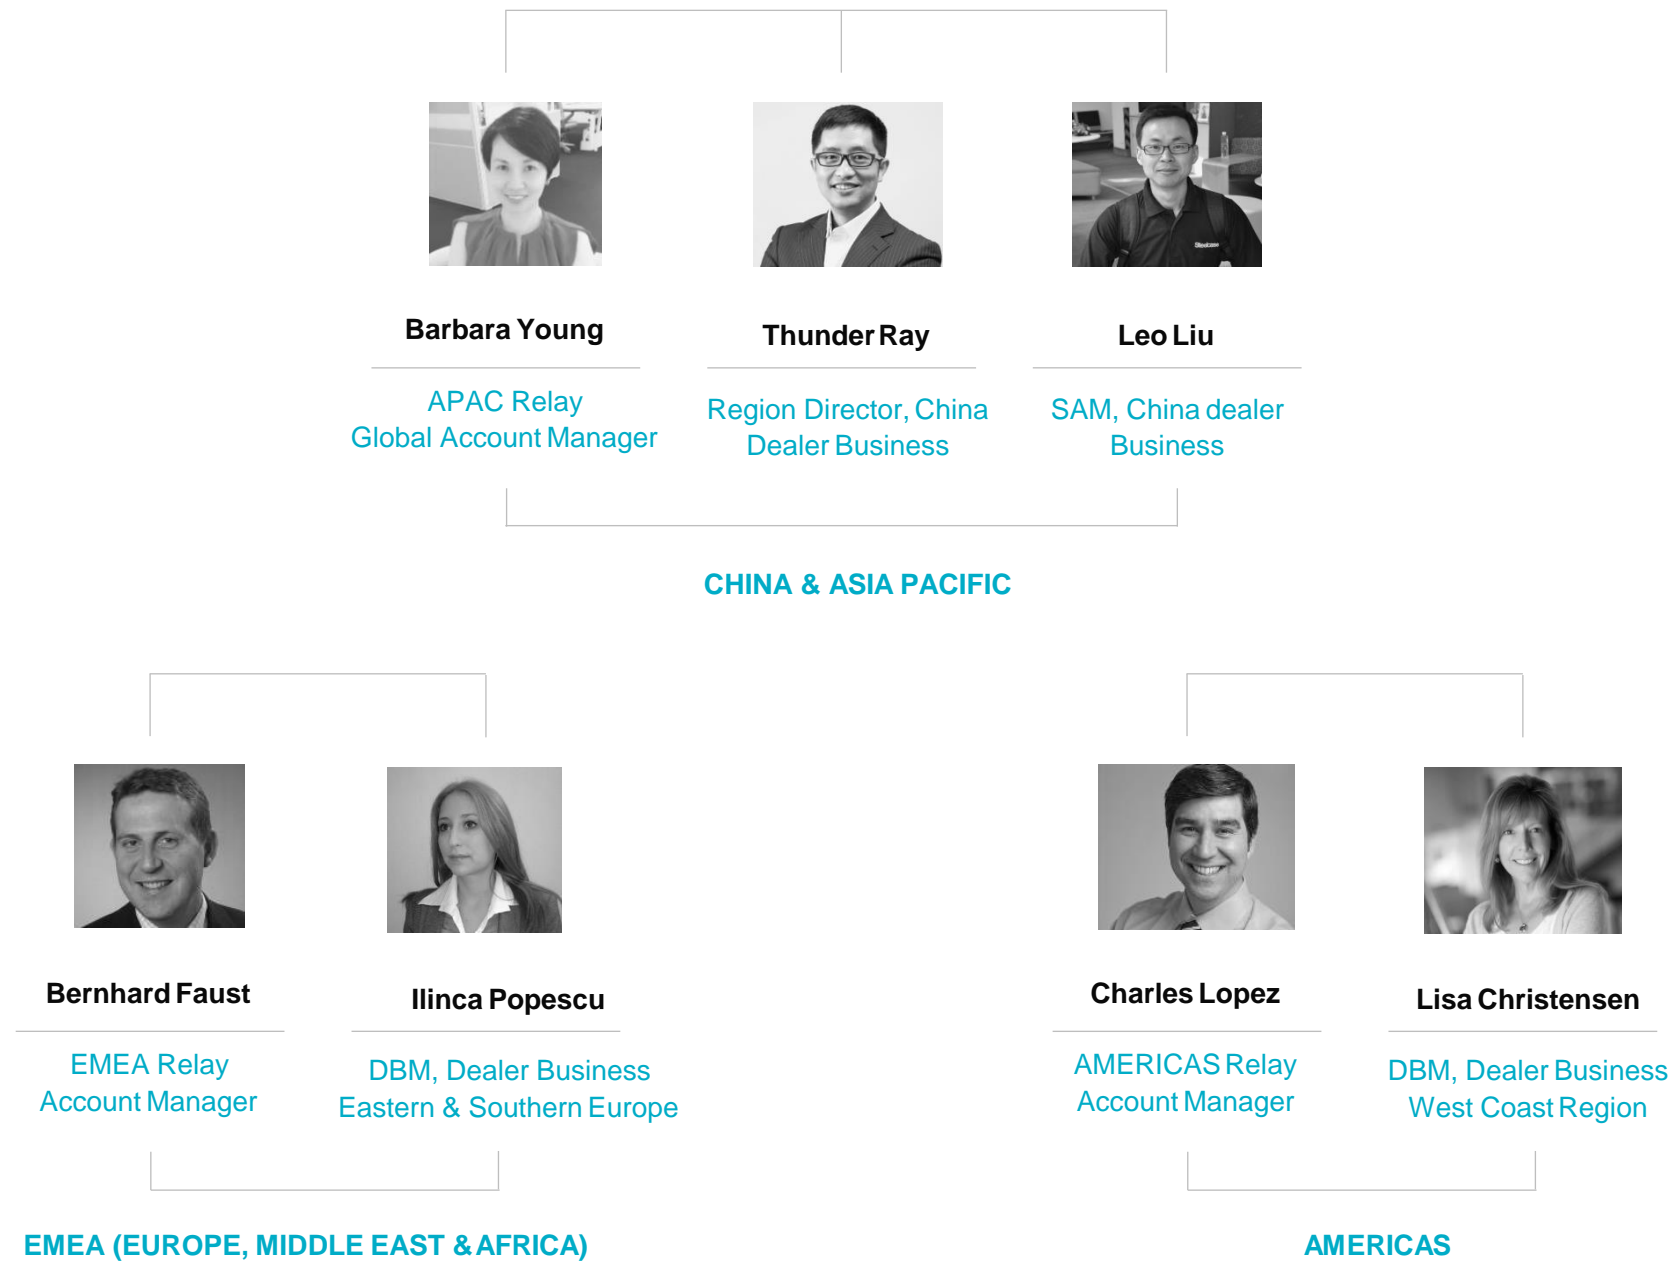 Steelcase
Barbara Young
Thunder Ray
Leo Liu
APAC Relay
Global Account Manager
Region Director, China
Dealer Business
SAM, China dealer
Business
CHINA & ASIA PACIFIC
Bernhard Faust
Ilinca Popescu
Charles Lopez
Lisa Christensen
EMEA Relay
Account Manager
DBM, Dealer Business
Eastern & Southern Europe
AMERICAS Relay
Account Manager
DBM, Dealer Business
West Coast Region
EMEA (EUROPE, MIDDLE EAST & AFRICA)
AMERICAS